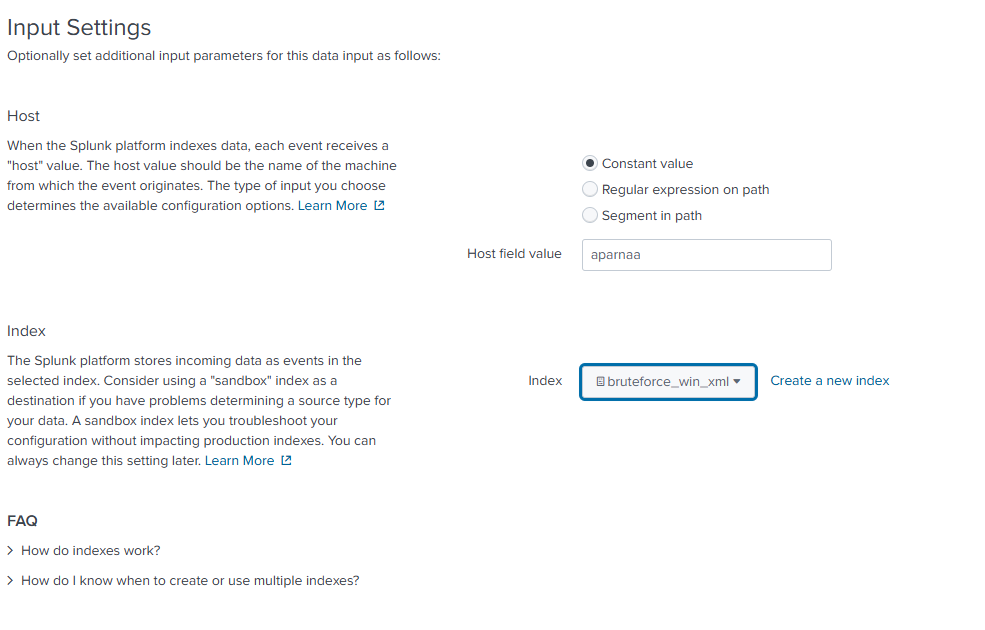 Input Settings
Optionally set additional input parameters for this data input as follows:
Host
When the Splunk platform indexes data, each event receives a
"host" value. The host value should be the name of the machine
from which the event originates. The type of input you choose
determines the available configuration options. Learn More
Constant value
Regular expression on path
Segment in path
Host field value
aparnaa
Index
The Splunk platform stores incoming data as events in the
selected index. Consider using a "sandbox" index as a
destination if you have problems determining a source type for
your data. A sandbox index lets you troubleshoot your
configuration without impacting production indexes. You can
always change this setting later. Learn More
Index
bruteforce_win_xml
Create a new index
FAQ
How do indexes work?
How do I know when to create or use multiple indexes?